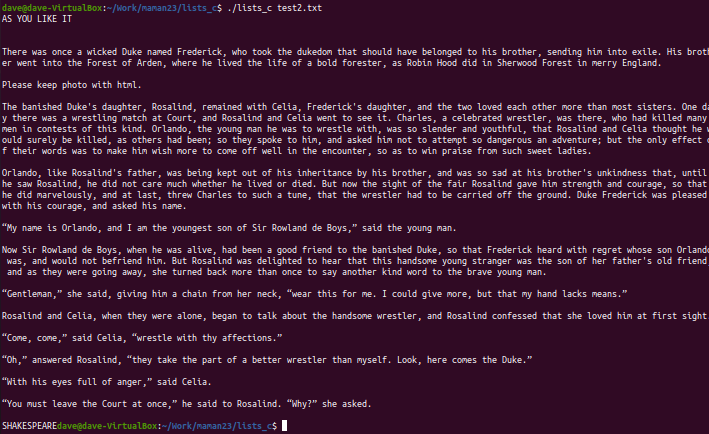 dave@dave-VirtualBox:~/Work/maman23/lists_c$ ./lists_c test2.txt
AS YOU LIKE IT
There was once a wicked Duke named Frederick, who took the dukedom that should have belonged to his brother, sending him into exile. His broth
er went into the Forest of Arden, where he lived the life of a bold forester, as Robin Hood did in Sherwood Forest in merry England.
Please keep photo with html.
The banished Duke's daughter, Rosalind, remained with Celia, Frederick's daughter, and the two loved each other more than most sisters. One da
y there was a wrestling match at Court, and Rosalind and Celia went to see it. Charles, a celebrated wrestler, was there, who had killed many
men in contests of this kind. Orlando, the young man he was to wrestle with, was so slender and youthful, that Rosalind and Celia thought he w
ould surely be killed, as others had been; so they spoke to him, and asked him not to attempt so dangerous an adventure; but the only effect o
f their words was to make him wish more to come off well in the encounter, so as to win praise from such sweet ladies.
Orlando, like Rosalind's father, was being kept out of his inheritance by his brother, and was so sad at his brother's unkindness that, until
he saw Rosalind, he did not care much whether he lived or died. But now the sight of the fair Rosalind gave him strength and courage, so that
he did marvelously, and at last, threw Charles to such a tune, that the wrestler had to be carried off the ground. Duke Frederick was pleased
with his courage, and asked his name.
“My name is Orlando, and I am the youngest son of Sir Rowland de Boys,” said the young man.
Now Sir Rowland de Boys, when he was alive, had been a good friend to the banished Duke, so that Frederick heard with regret whose son Orlando
was, and would not befriend him. But Rosalind was delighted to hear that this handsome young stranger was the son of her father's old friend,
and as they were going away, she turned back more than once to say another kind word to the brave young man.
“Gentleman,” she said, giving him a chain from her neck, “wear this for me. I could give more, but that my hand lacks means.”
Rosalind and Celia, when they were alone, began to talk about the handsome wrestler, and Rosalind confessed that she loved him at first sight
“Come, come,” said Celia, “wrestle with thy affections.”
“Oh,” answered Rosalind, “they take the part of a better wrestler than myself. Look, here comes the Duke.”
“With his eyes full of anger,” said Celia.
“You must leave the Court at once,” he said to Rosalind. “Why?” she asked.
SHAKESPEAREdave@dave-VirtualBox:~/Work/maman23/lists_c$